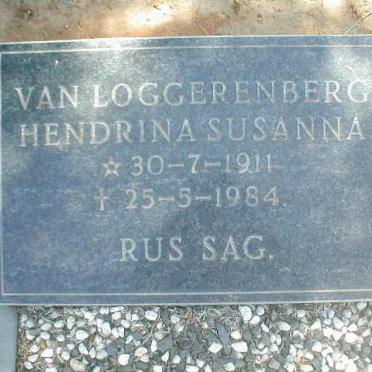 VAN LOGGERENBERG
HENDRINA SUSANNA
☆ 30-7-1911
† 25-5-1984.
RUS SAG.